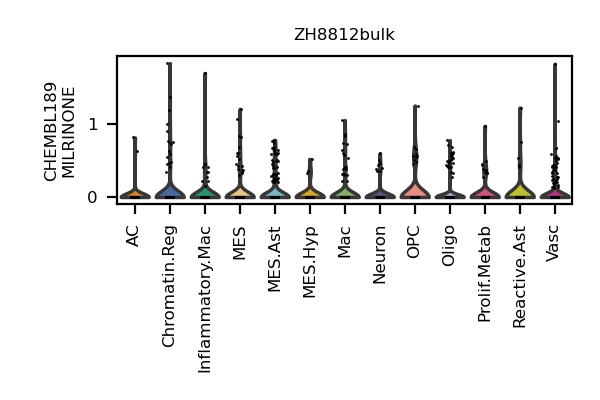 ZH8812bulk
CHEMBL189
MILRINONE
1
0
AC
Chromatin.Reg
Inflammatory.Mac
MES
MES.Ast
MES.Hyp
Mac
Neuron
OPC
Oligo
Prolif.Metab
Reactive.Ast
Vasc